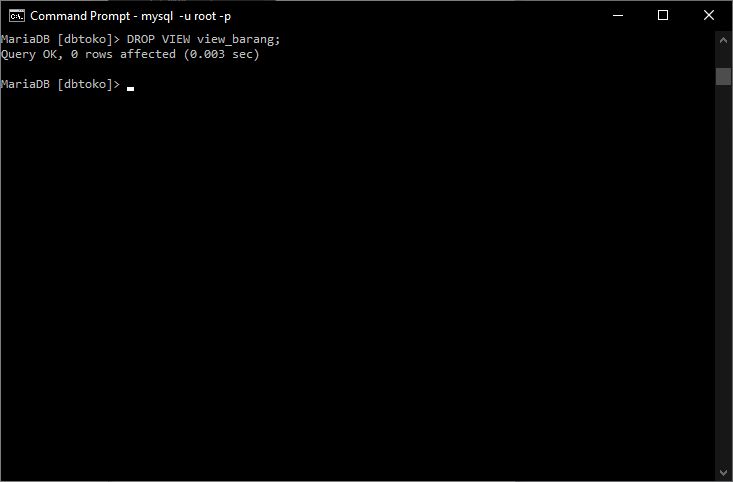 Command Prompt - mysql  -u root -p
MariaDB [dbtoko]> DROP VIEW view_barang;
Query OK, 0 rows affected (0.003 sec)
MariaDB [dbtoko]>